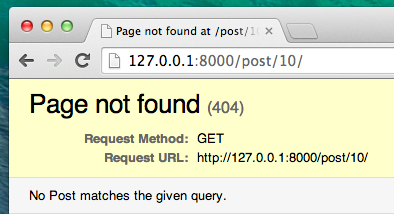 Page not found at /post/10
127.0.0.1:8000/post/10/
Page not found (404)
Request Method: GET
Request URL: http://127.0.0.1:8000/post/10/
No Post matches the given query.